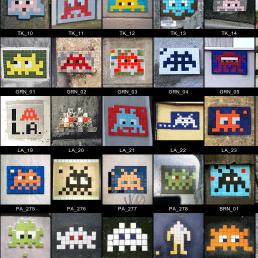 TK_10 TK_11 TK_12 TK_13 TK_14
GRN_01 GRN_02 GRN_03 GRN_04 GRN_05
I
L.A.
LA_19 LA_20 LA_21 LA_22 LA_23
PA_275 PA_276 PA_277 PA_278 BRN_01